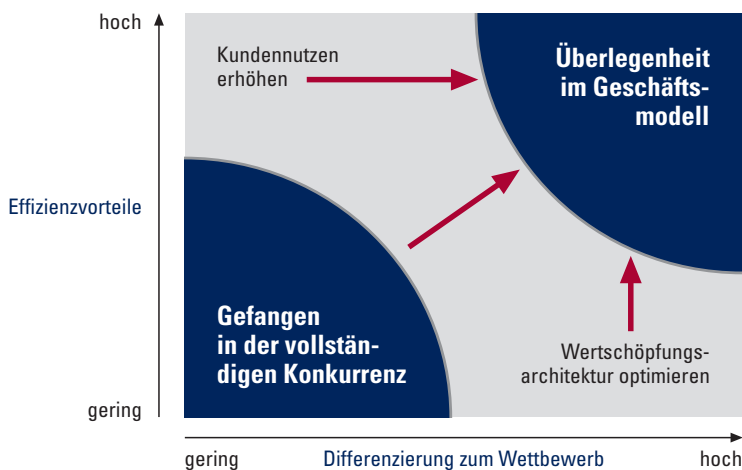 hoch
Kundennutzen
erhöhen
Überlegenheit
im Geschäfts-
modell
Effizienzvorteile
Gefangen
in der vollstän-
digen Konkurrenz
Wertschöpfungs-
architektur optimieren
gering
gering
Differenzierung zum Wettbewerb
hoch